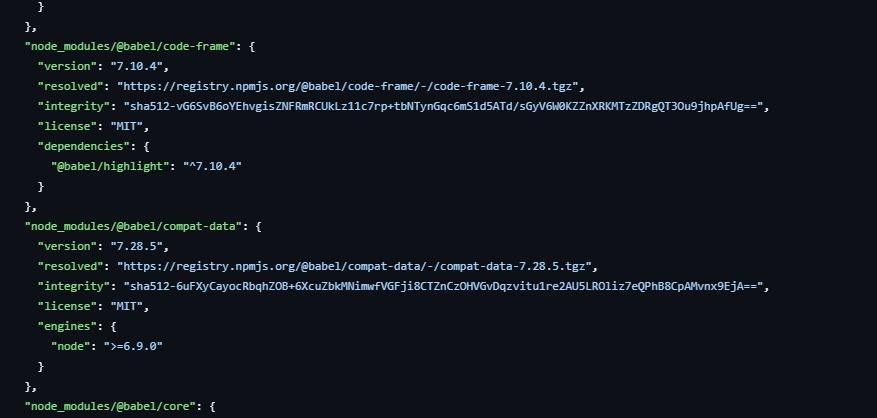 }
},
"node_modules/@babel/code-frame": {
"version": "7.10.4",
"resolved": "https://registry.npmjs.org/@babel/code-frame/-/code-frame-7.10.4.tgz",
"integrity": "sha512-vG6SvB6oYEhvgisZNFRmRCUkLz11c7rp+tbNTynGqc6mS1d5ATd/sGyV6W0KZZnXRKMTzZDRgQT3Ou9jhpAfUg==",
"license": "MIT",
"dependencies": {
"@babel/highlight": "^7.10.4"
}
},
"node_modules/@babel/compat-data": {
"version": "7.28.5",
"resolved": "https://registry.npmjs.org/@babel/compat-data/-/compat-data-7.28.5.tgz",
"integrity": "sha512-6uFXyCayocRbqhZOB+6XcuZbkMNimwfVGFji8CTZnCzOHVGvDqzvitu1re2AU5LROliz7eQPhB8CpAMvnx9EjA==",
"license": "MIT",
"engines": {
"node": ">=6.9.0"
}
},
"node_modules/@babel/core": {